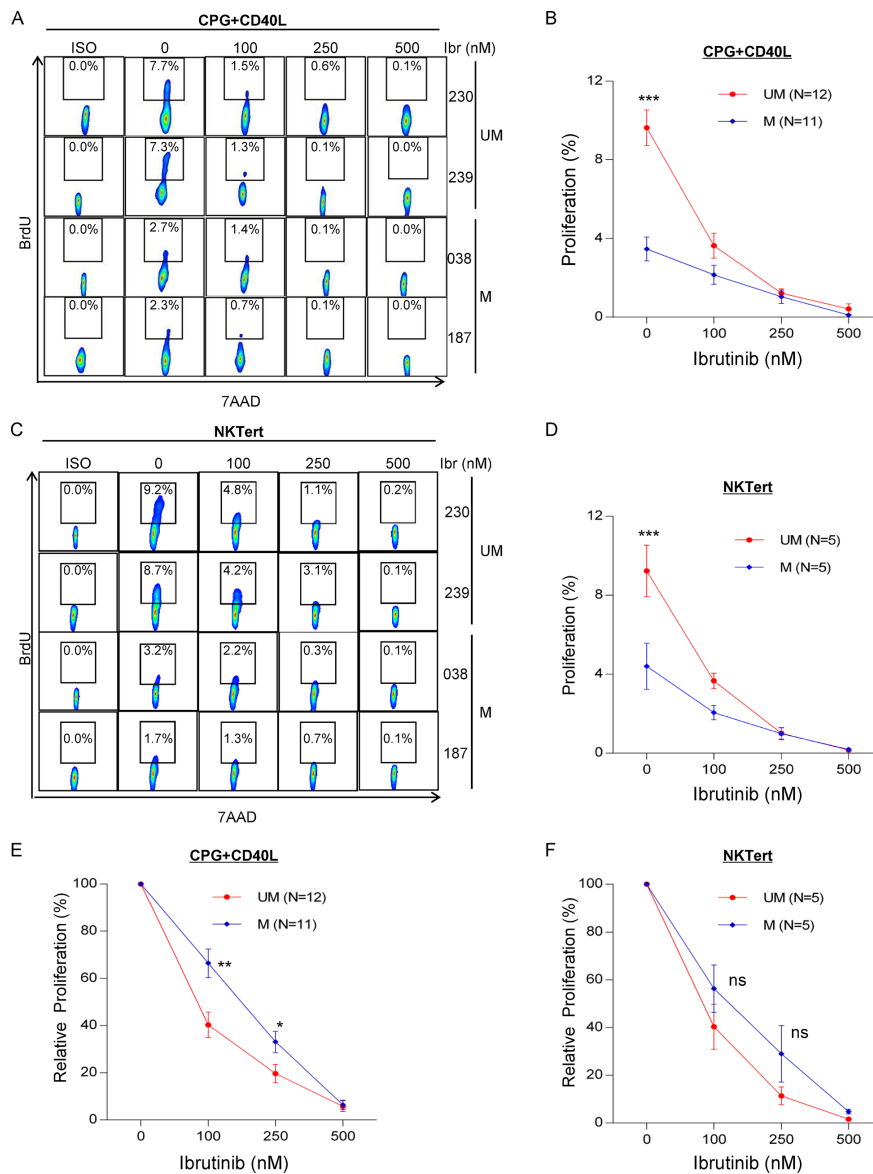 A
CPG+CD40L
ISO 0 100 250 500 Ibr (nM)
0.0% 7.7% 1.5% 0.6% 0.1% 230
0.0% 7.3% 1.3% 0.1% 0.0% 239
UM
0.0% 2.7% 1.4% 0.1% 0.0% 038
0.0% 2.3% 0.7% 0.1% 0.0% 187
M
BrdU
7AAD
B
CPG+CD40L
UM (N=12)
M (N=11)
***
Proliferation (%)
12
8
4
0
0 100 250 500
Ibrutinib (nM)
C
NKTert
ISO 0 100 250 500 Ibr (nM)
0.0% 9.2% 4.8% 1.1% 0.2% 230
0.0% 8.7% 4.2% 3.1% 0.1% 239
UM
0.0% 3.2% 2.2% 0.3% 0.1% 038
0.0% 1.7% 1.3% 0.7% 0.1% 187
M
BrdU
7AAD
D
NKTert
UM (N=5)
M (N=5)
***
Proliferation (%)
12
8
4
0
0 100 250 500
Ibrutinib (nM)
E
CPG+CD40L
UM (N=12)
M (N=11)
**
*
Relative Proliferation (%)
100
80
60
40
20
0
0 100 250 500
Ibrutinib (nM)
F
NKTert
UM (N=5)
M (N=5)
ns
ns
Relative Proliferation (%)
100
80
60
40
20
0
0 100 250 500
Ibrutinib (nM)